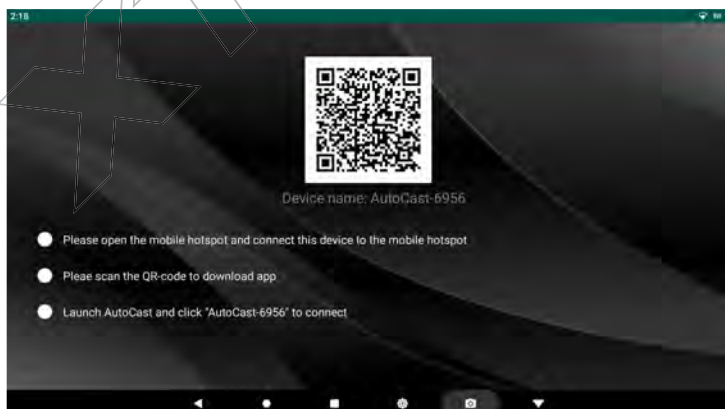 2:18
Device name: AutoCast-6956
Please open the mobile hotspot and connect this device to the mobile hotspot
Pleae scan the QR-code to download app
Launch AutoCast and click "AutoCast-6956" to connect